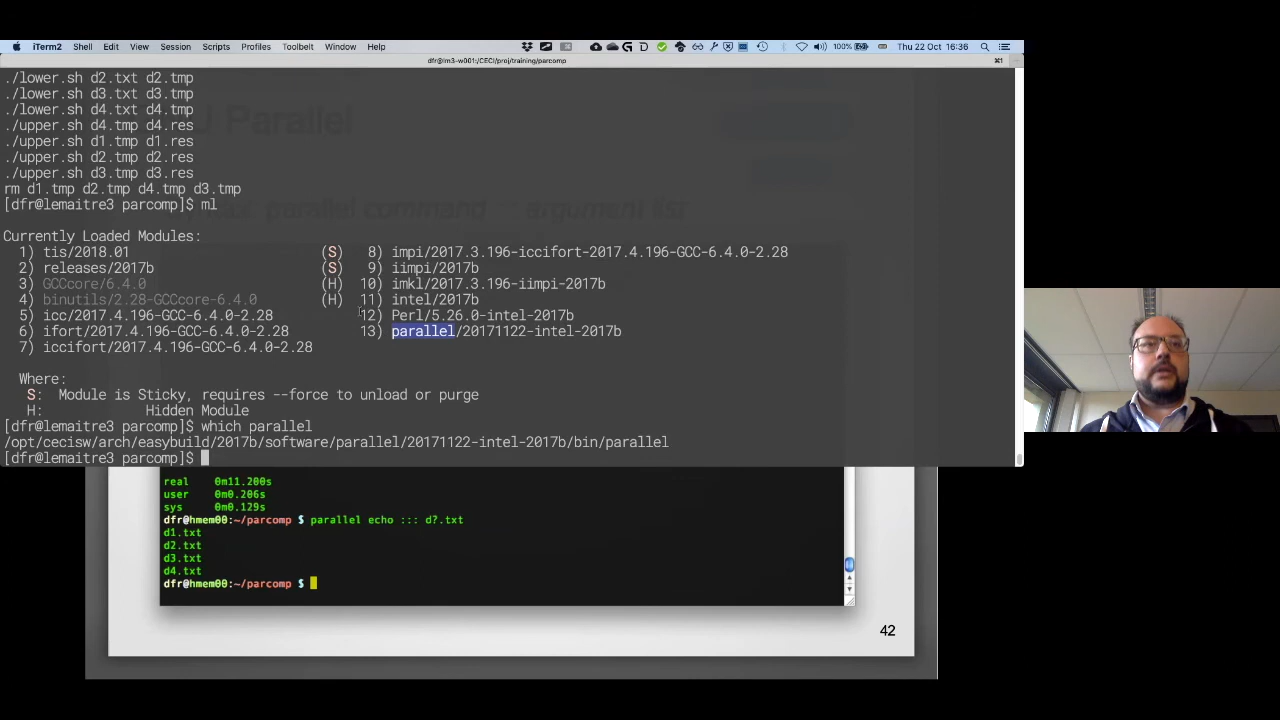 iTerm2 Shell Edit View Session Scripts Profiles Toolbelt Window Help 100% Thu 22 Oct 16:36
dfr@lm3-w001:/CECI/proj/training/parcomp ⌘1
./lower.sh d2.txt d2.tmp
./lower.sh d3.txt d3.tmp
./lower.sh d4.txt d4.tmp
./upper.sh d4.tmp d4.res
./upper.sh d1.tmp d1.res
./upper.sh d2.tmp d2.res
./upper.sh d3.tmp d3.res
rm d1.tmp d2.tmp d4.tmp d3.tmp
[dfr@lemaitre3 parcomp]$ ml
Currently Loaded Modules:
1) tis/2018.01 (S) 8) impi/2017.3.196-iccifort-2017.4.196-GCC-6.4.0-2.28
2) releases/2017b (S) 9) iimpi/2017b
3) GCCcore/6.4.0 (H) 10) imkl/2017.3.196-iimpi-2017b
4) binutils/2.28-GCCcore-6.4.0 (H) 11) intel/2017b
5) icc/2017.4.196-GCC-6.4.0-2.28 12) Perl/5.26.0-intel-2017b
6) ifort/2017.4.196-GCC-6.4.0-2.28 13) parallel/20171122-intel-2017b
7) iccifort/2017.4.196-GCC-6.4.0-2.28
Where:
S: Module is Sticky, requires --force to unload or purge
H: Hidden Module
[dfr@lemaitre3 parcomp]$ which parallel
/opt/cecisw/arch/easybuild/2017b/software/parallel/20171122-intel-2017b/bin/parallel
[dfr@lemaitre3 parcomp]$
U Parallel
parallel command argument list
real 0m11.200s
user 0m0.206s
sys 0m0.129s
dfr@hmem00:~/parcomp $ parallel echo ::: d?.txt
d1.txt
d2.txt
d3.txt
d4.txt
dfr@hmem00:~/parcomp $
42